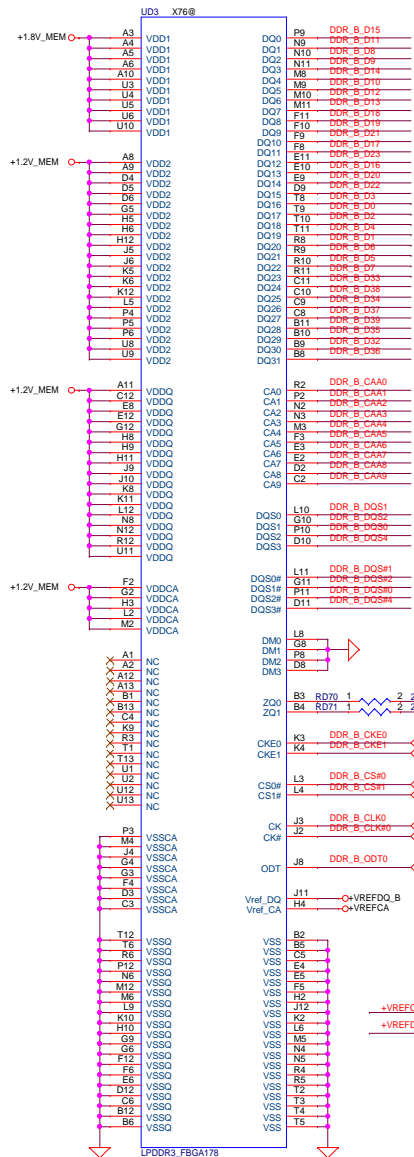 UD3 X76@
+1.8V_MEM
A3 VDD1
A4 VDD1
A5 VDD1
A6 VDD1
A10 VDD1
U3 VDD1
U4 VDD1
U5 VDD1
U6 VDD1
U10 VDD1
+1.2V_MEM
A8 VDD2
A9 VDD2
D4 VDD2
D5 VDD2
D6 VDD2
G5 VDD2
H5 VDD2
H6 VDD2
H12 VDD2
J5 VDD2
J6 VDD2
K5 VDD2
K6 VDD2
K12 VDD2
L5 VDD2
P4 VDD2
P5 VDD2
P6 VDD2
U8 VDD2
U9 VDD2
+1.2V_MEM
A11 VDDQ
C12 VDDQ
E8 VDDQ
E12 VDDQ
G12 VDDQ
H8 VDDQ
H9 VDDQ
H11 VDDQ
J9 VDDQ
J10 VDDQ
K8 VDDQ
K11 VDDQ
L12 VDDQ
N8 VDDQ
N12 VDDQ
R12 VDDQ
U11 VDDQ
+1.2V_MEM
F2 VDDCA
G2 VDDCA
H3 VDDCA
L2 VDDCA
M2 VDDCA
A1 NC
A2 NC
A12 NC
A13 NC
B1 NC
B13 NC
C4 NC
K9 NC
R3 NC
T1 NC
T13 NC
U1 NC
U2 NC
U12 NC
U13 NC
P3 VSSCA
M4 VSSCA
J4 VSSCA
G4 VSSCA
G3 VSSCA
F4 VSSCA
D3 VSSCA
C3 VSSCA
T12 VSSQ
T6 VSSQ
R6 VSSQ
P12 VSSQ
N6 VSSQ
M12 VSSQ
M6 VSSQ
L9 VSSQ
K10 VSSQ
H10 VSSQ
G9 VSSQ
G6 VSSQ
F12 VSSQ
F6 VSSQ
E6 VSSQ
D12 VSSQ
C6 VSSQ
B12 VSSQ
B6 VSSQ
DQ0 P9 DDR_B_D15
DQ1 N9 DDR_B_D11
DQ2 N10 DDR_B_D8
DQ3 N11 DDR_B_D9
DQ4 M8 DDR_B_D14
DQ5 M9 DDR_B_D10
DQ6 M10 DDR_B_D12
DQ7 M11 DDR_B_D13
DQ8 F11 DDR_B_D18
DQ9 F10 DDR_B_D19
DQ10 F9 DDR_B_D21
DQ11 F8 DDR_B_D17
DQ12 E11 DDR_B_D23
DQ13 E10 DDR_B_D16
DQ14 E9 DDR_B_D20
DQ15 D9 DDR_B_D22
DQ16 T8 DDR_B_D3
DQ17 T9 DDR_B_D0
DQ18 T10 DDR_B_D2
DQ19 T11 DDR_B_D4
DQ20 R8 DDR_B_D1
DQ21 R9 DDR_B_D6
DQ22 R10 DDR_B_D5
DQ23 R11 DDR_B_D7
DQ24 C11 DDR_B_D33
DQ25 C10 DDR_B_D38
DQ26 C9 DDR_B_D34
DQ27 C8 DDR_B_D37
DQ28 B11 DDR_B_D39
DQ29 B10 DDR_B_D35
DQ30 B9 DDR_B_D32
DQ31 B8 DDR_B_D36
CA0 R2 DDR_B_CAA0
CA1 P2 DDR_B_CAA1
CA2 N2 DDR_B_CAA2
CA3 N3 DDR_B_CAA3
CA4 M3 DDR_B_CAA4
CA5 F3 DDR_B_CAA5
CA6 E3 DDR_B_CAA6
CA7 E2 DDR_B_CAA7
CA8 D2 DDR_B_CAA8
CA9 C2 DDR_B_CAA9
DQS0 L10 DDR_B_DQS1
DQS1 G10 DDR_B_DQS2
DQS2 P10 DDR_B_DQS0
DQS3 D10 DDR_B_DQS4
DQS0# L11 DDR_B_DQS#1
DQS1# G11 DDR_B_DQS#2
DQS2# P11 DDR_B_DQS#0
DQS3# D11 DDR_B_DQS#4
DM0 L8
DM1 G8
DM2 P8
DM3 D8
ZQ0 B3 RD70 1 2 2
ZQ1 B4 RD71 1 2 2
CKE0 K3 DDR_B_CKE0
CKE1 K4 DDR_B_CKE1
CS0# L3 DDR_B_CS#0
CS1# L4 DDR_B_CS#1
CK J3 DDR_B_CLK0
CK# J2 DDR_B_CLK#0
ODT J8 DDR_B_ODT0
Vref_DQ J11 +VREFDQ_B
Vref_CA H4 +VREFCA
VSS B2
VSS B5
VSS C5
VSS E4
VSS E5
VSS F5
VSS H2
VSS J12
VSS K2
VSS L6
VSS M5
VSS N4
VSS N5
VSS R4
VSS R5
VSS T2
VSS T3
VSS T4
VSS T5
+VREFC
+VREFD
LPDDR3_FBGA178